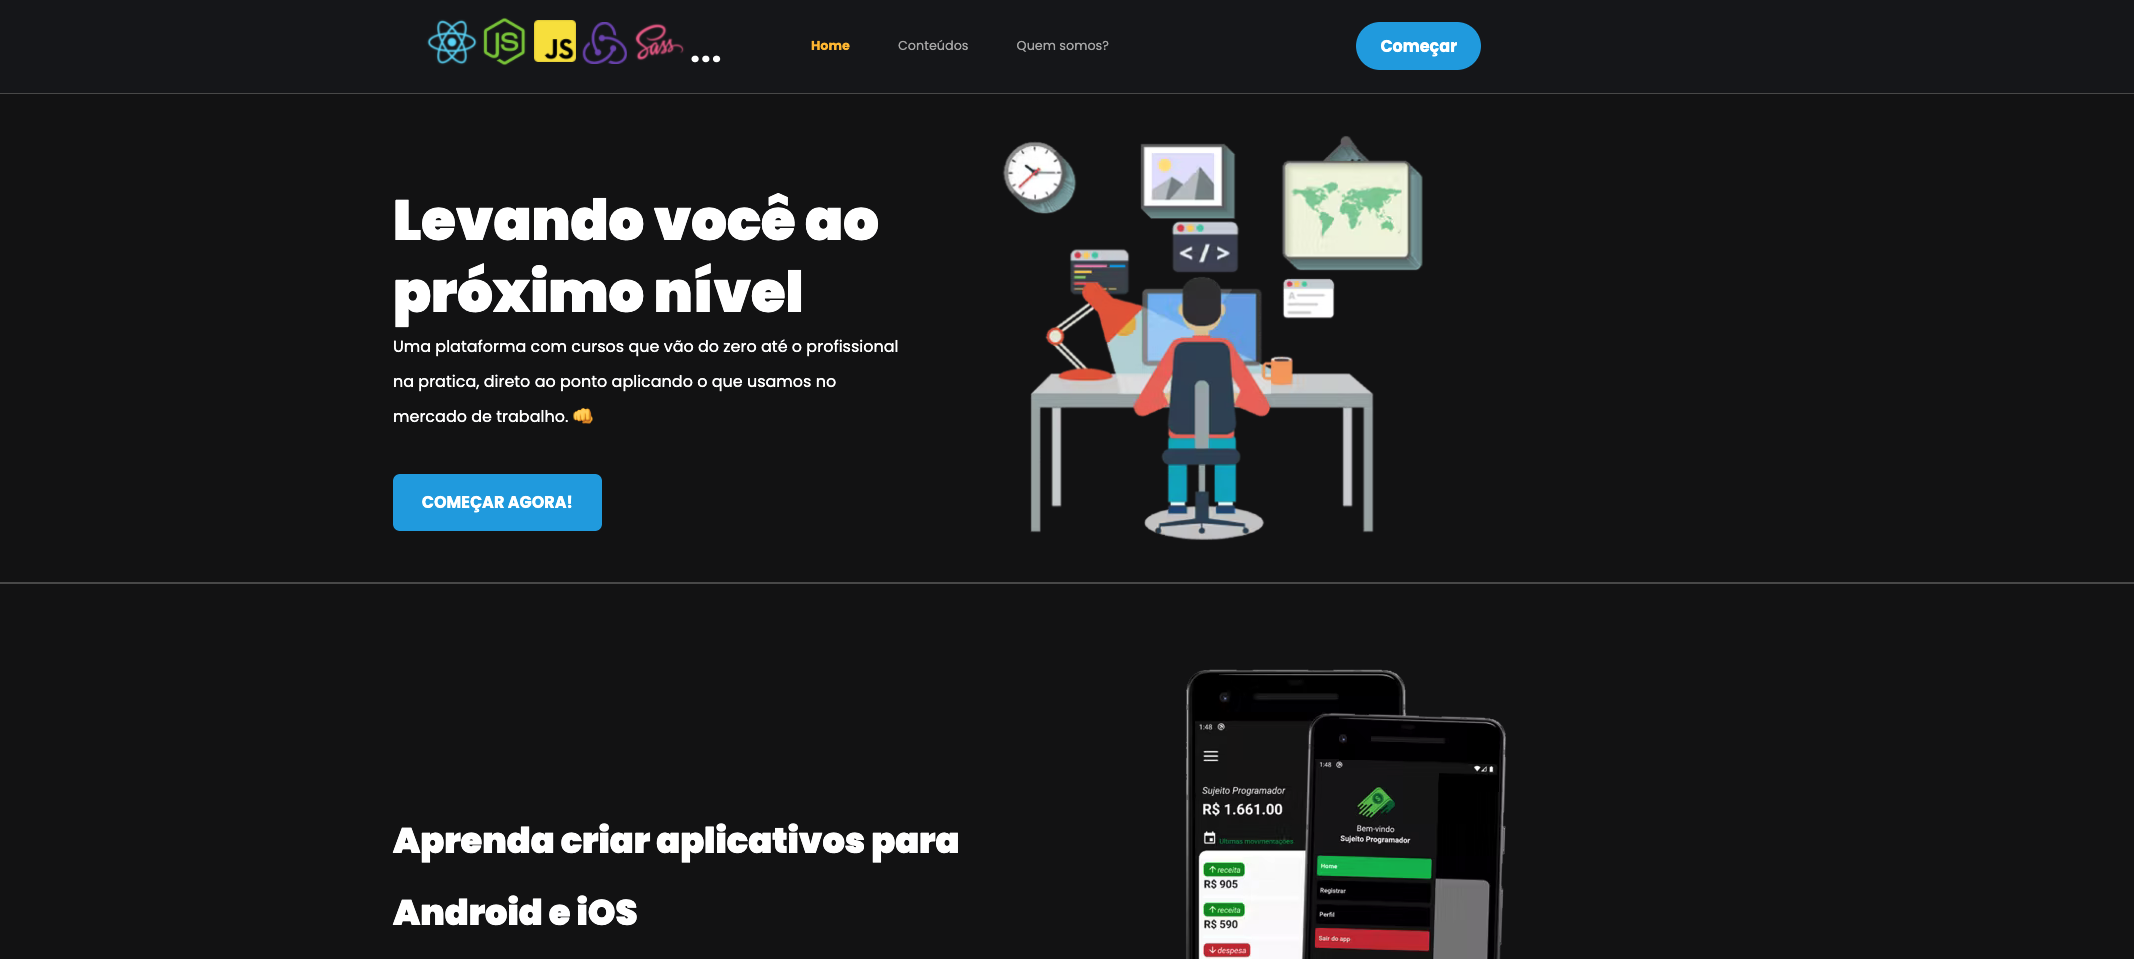 JS
JS
Sass
...
Home
Conteúdos
Quem somos?
Começar
Levando você ao
próximo nível
Uma plataforma com cursos que vão do zero até o profissional
na pratica, direto ao ponto aplicando o que usamos no
mercado de trabalho. 👊
COMEÇAR AGORA!
</>
A
Aprenda criar aplicativos para
Android e iOS
1:48
Sujeito Programador
R$ 1.661.00
Ultimas movimentações
receita
R$ 905
receita
R$ 590
despesa
1:48
Bem-vindo
Sujeito Programador
Home
Registrar
Perfil
Sair do app